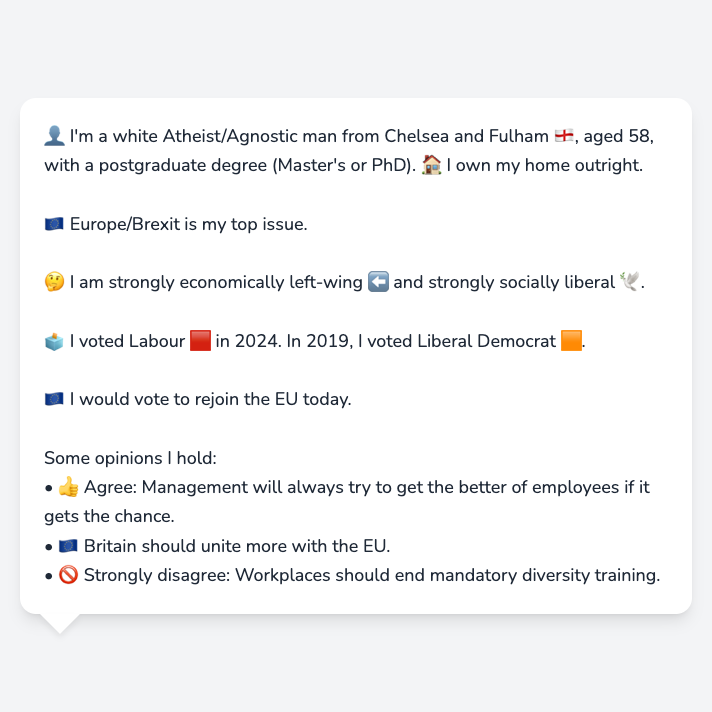 👤 I'm a white Atheist/Agnostic man from Chelsea and Fulham 🏴󠁧󠁢󠁥󠁮󠁧󠁿, aged 58,
with a postgraduate degree (Master's or PhD). 🏠 I own my home outright.
🇪🇺 Europe/Brexit is my top issue.
🤔 I am strongly economically left-wing ⬅️ and strongly socially liberal 🕊️.
🗳️ I voted Labour 🟥 in 2024. In 2019, I voted Liberal Democrat 🟧.
🇪🇺 I would vote to rejoin the EU today.
Some opinions I hold:
• 👍 Agree: Management will always try to get the better of employees if it
gets the chance.
• 🇪🇺 Britain should unite more with the EU.
• 🚫 Strongly disagree: Workplaces should end mandatory diversity training.